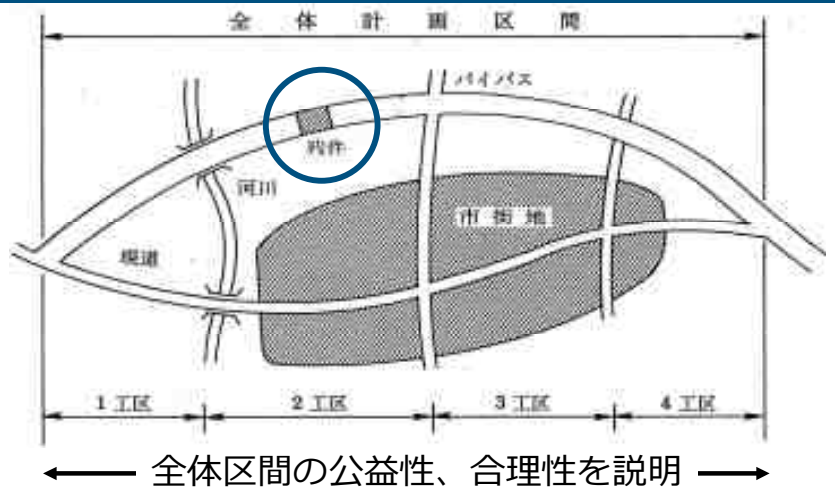 全体計画区間
バイパス
残件
河川
現道
市街地
1工区 2工区 3工区 4工区
全体区間の公益性、合理性を説明